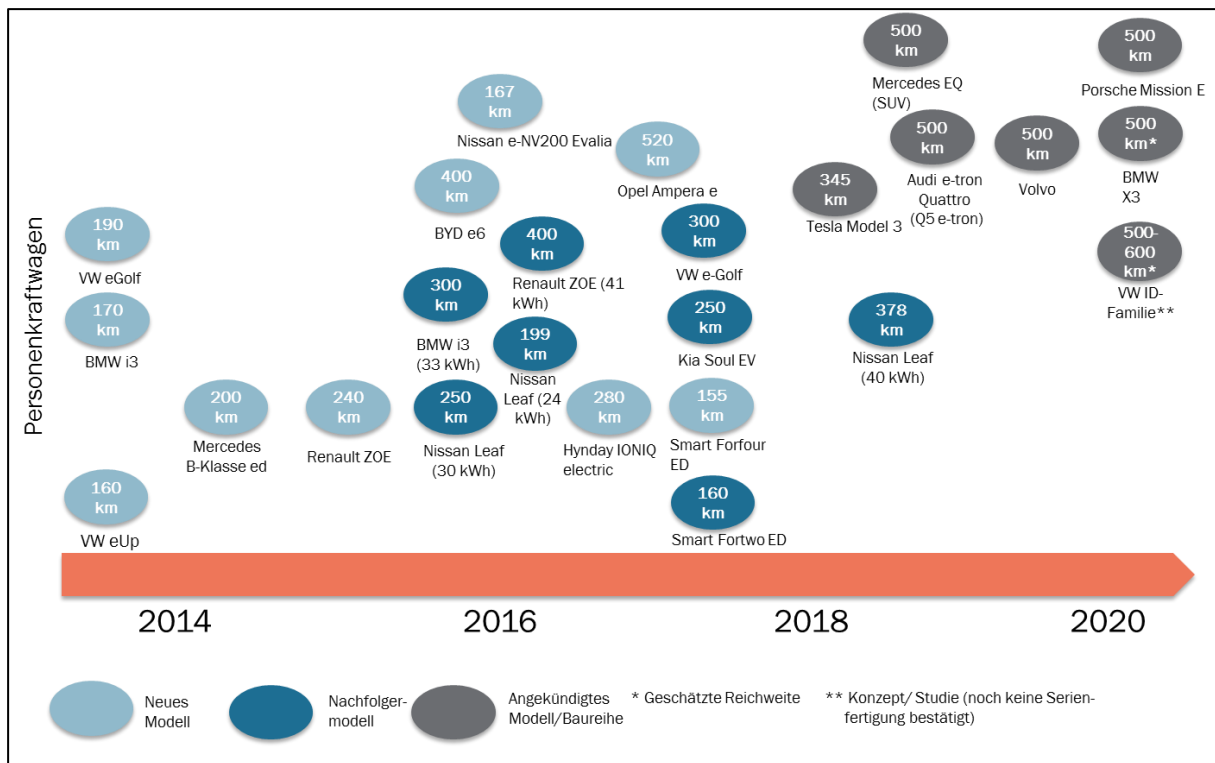 Personenkraftwagen
190
km
VW eGolf
170
km
BMW i3
160
km
VW eUp
200
km
Mercedes
B-Klasse ed
240
km
Renault ZOE
167
km
Nissan e-NV200 Evalia
400
km
BYD e6
300
km
BMW i3
(33 kWh)
250
km
Nissan Leaf
(30 kWh)
400
km
Renault ZOE (41
kWh)
199
km
Nissan
Leaf (24
kWh)
280
km
Hynday IONIQ
electric
520
km
Opel Ampera e
300
km
VW e-Golf
250
km
Kia Soul EV
155
km
Smart Forfour
ED
160
km
Smart Fortwo ED
345
km
Tesla Model 3
500
km
Mercedes EQ
(SUV)
500
km
Audi e-tron
Quattro
(Q5 e-tron)
378
km
Nissan Leaf
(40 kWh)
500
km
Volvo
500
km
Porsche Mission E
500
km*
BMW
X3
500-
600
km*
VW ID-
Familie**
2014
2016
2018
2020
Neues
Modell
Nachfolger-
modell
Angekündigtes
Modell/Baureihe
* Geschätzte Reichweite
** Konzept/ Studie (noch keine Serien-
fertigung bestätigt)